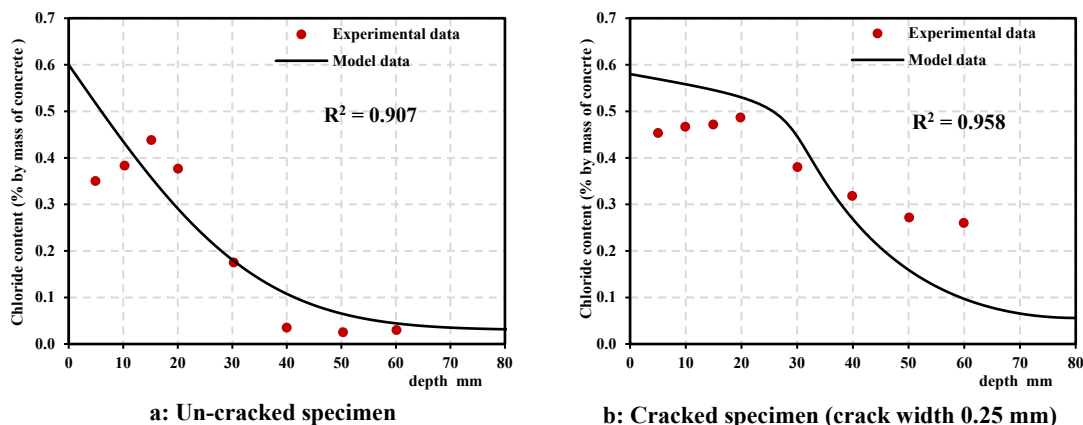 0.7
0.6
0.5
0.4
0.3
0.2
0.1
0.0
Chloride content (% by mass of concrete )
Experimental data
Model data
R² = 0.907
0 10 20 30 40 50 60 70 80
depth mm
a: Un-cracked specimen
0.7
0.6
0.5
0.4
0.3
0.2
0.1
0.0
Chloride content (% by mass of concrete )
Experimental data
Model data
R² = 0.958
0 10 20 30 40 50 60 70 80
depth mm
b: Cracked specimen (crack width 0.25 mm)